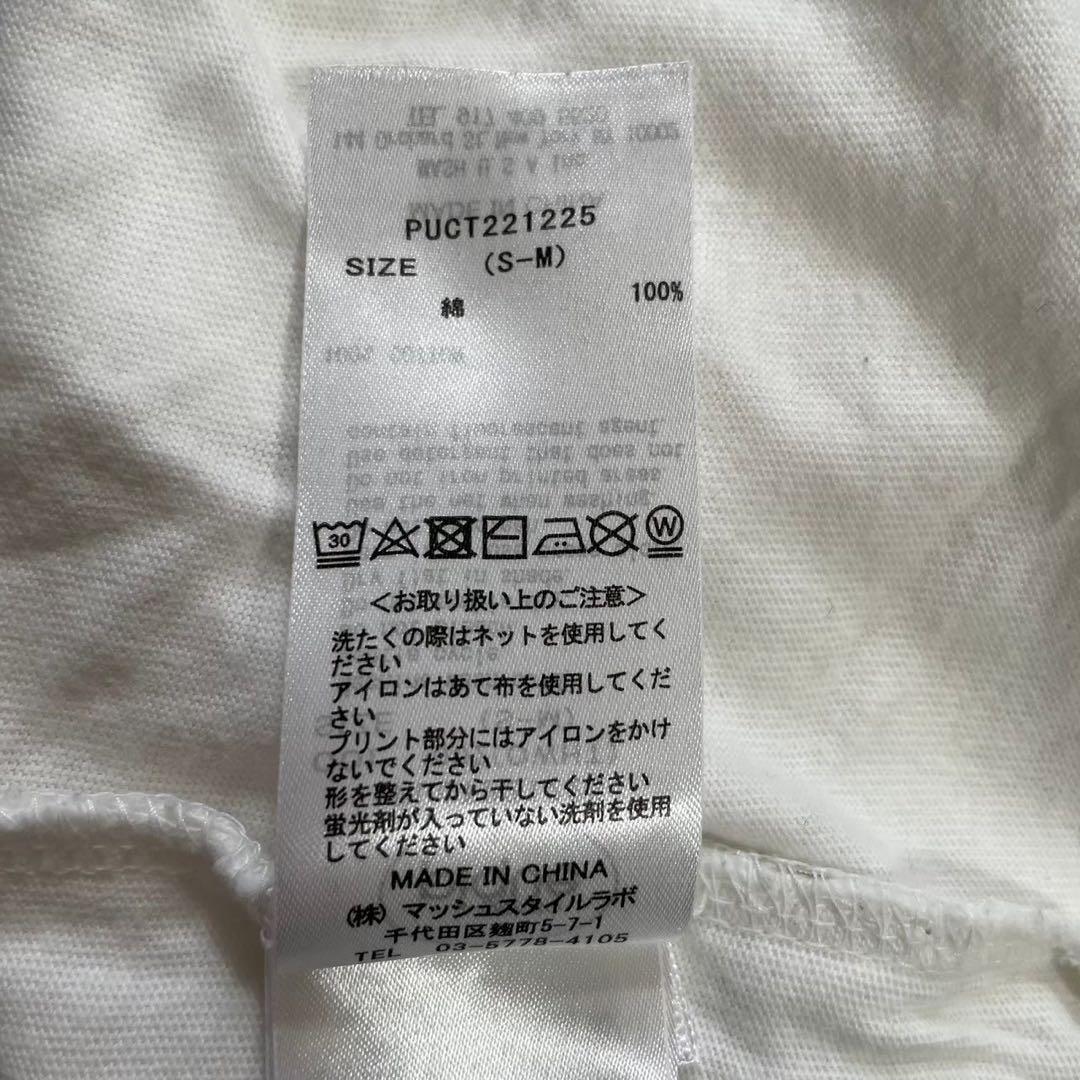 PUCT221225
SIZE (S-M)
綿 100%
30
W
<お取り扱い上のご注意>
洗たくの際はネットを使用してく
ださい
アイロンはあて布を使用してくだ
さい
プリント部分にはアイロンをかけ
ないでください
形を整えてから干してください
蛍光剤が入っていない洗剤を使用
してください
MADE IN CHINA
(株) マッシュスタイルラボ
千代田区麹町5-7-1
TEL 03-5778-4105